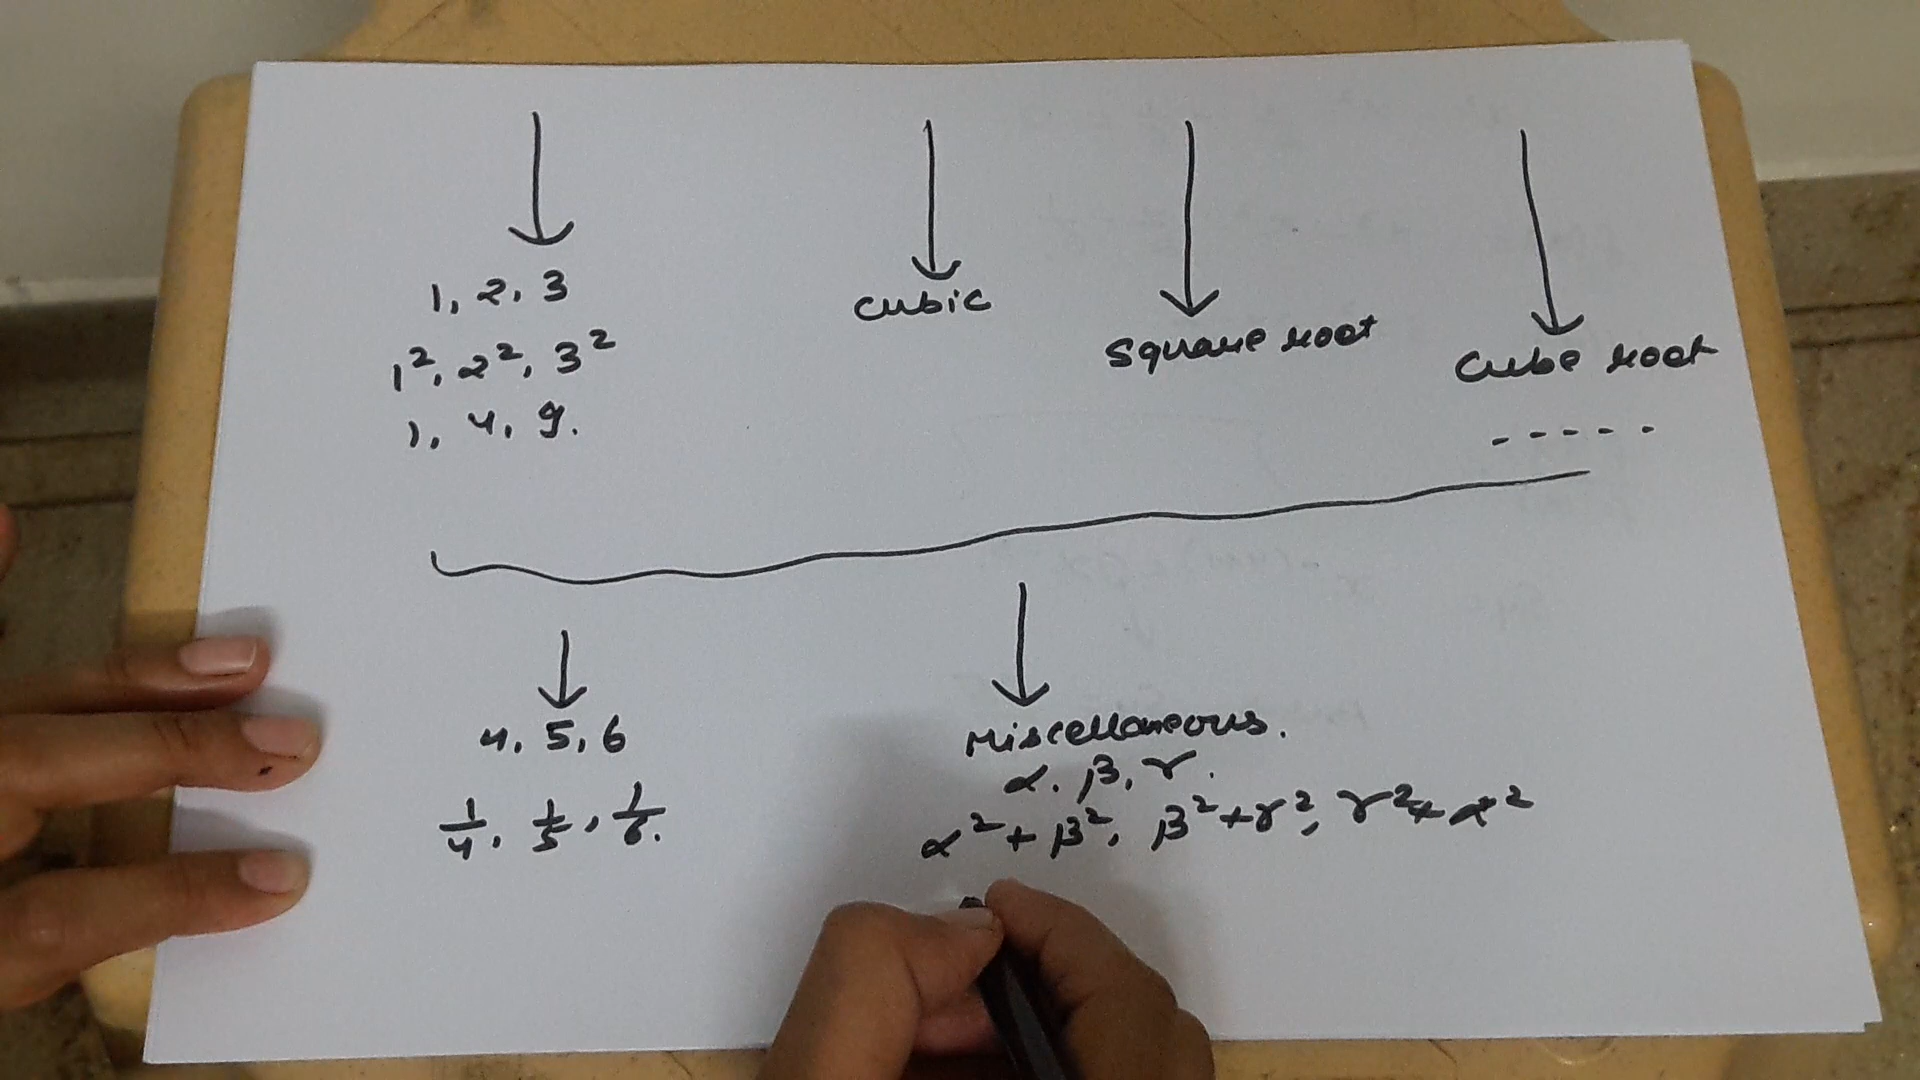 1, 2, 3
1², 2², 3²
1, 4, 9.
cubic
square root
cube root
-----
4, 5, 6
1/4, 1/5, 1/6.
Miscellaneous.
α, β, γ.
α² + β², β² + γ², γ² + α²